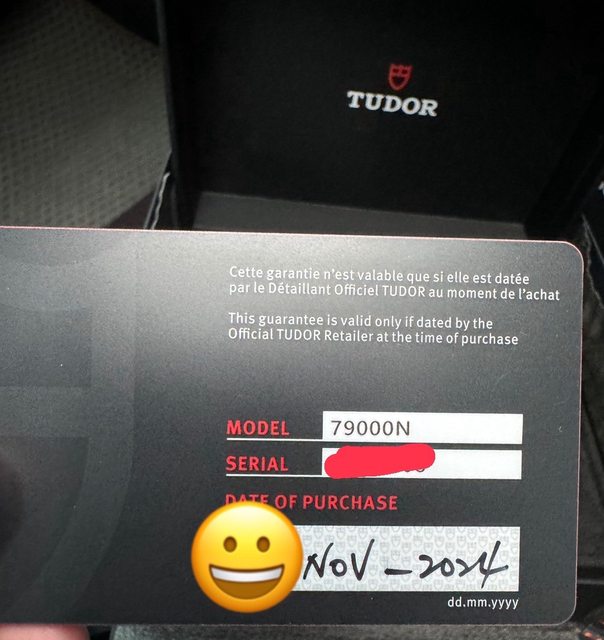 TUDOR
Cette garantie n'est valable que si elle est datée
par le Détaillant Officiel TUDOR au moment de l'achat
This guarantee is valid only if dated by the
Official TUDOR Retailer at the time of purchase
MODEL 79000N
SERIAL
DATE OF PURCHASE
NOV - 2024
dd.mm.yyyy